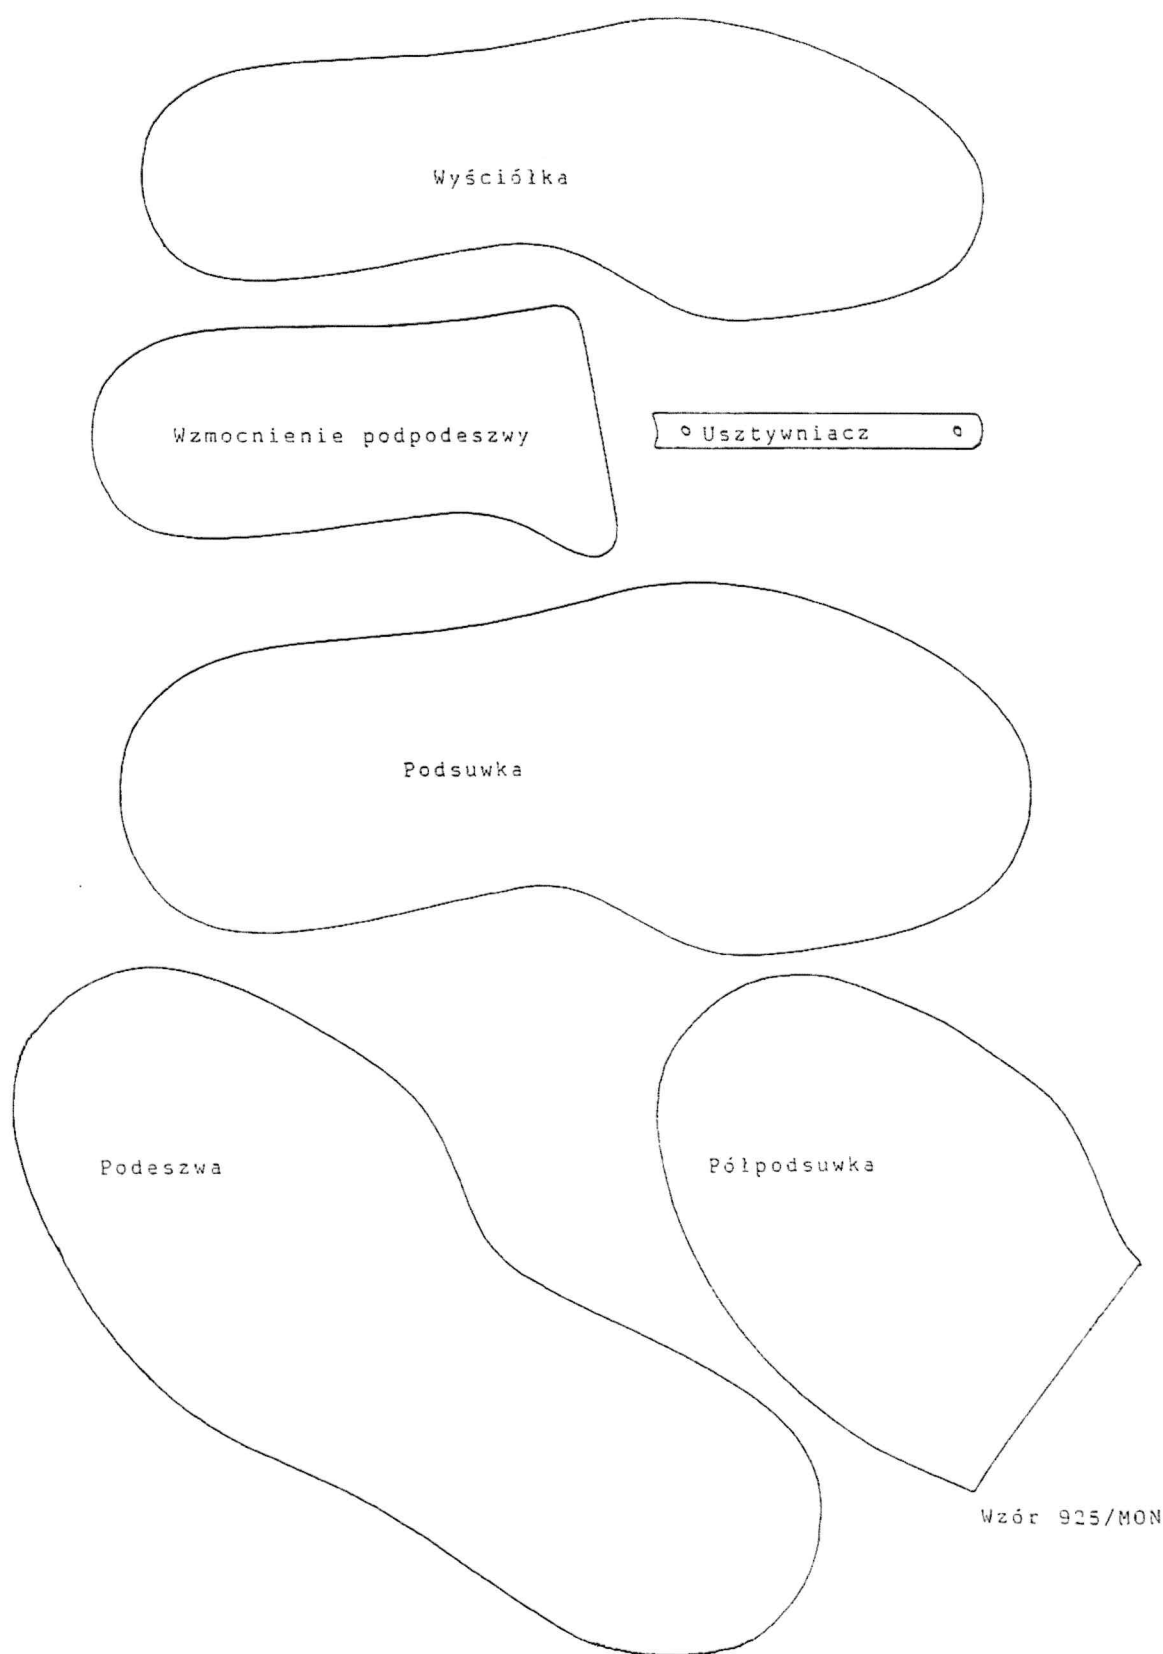 Wyściółka
Wzmocnienie podpodeszwy
Usztywniacz
Podsuwka
Podeszwa
Półpodsuwka
Wzór 925/MON